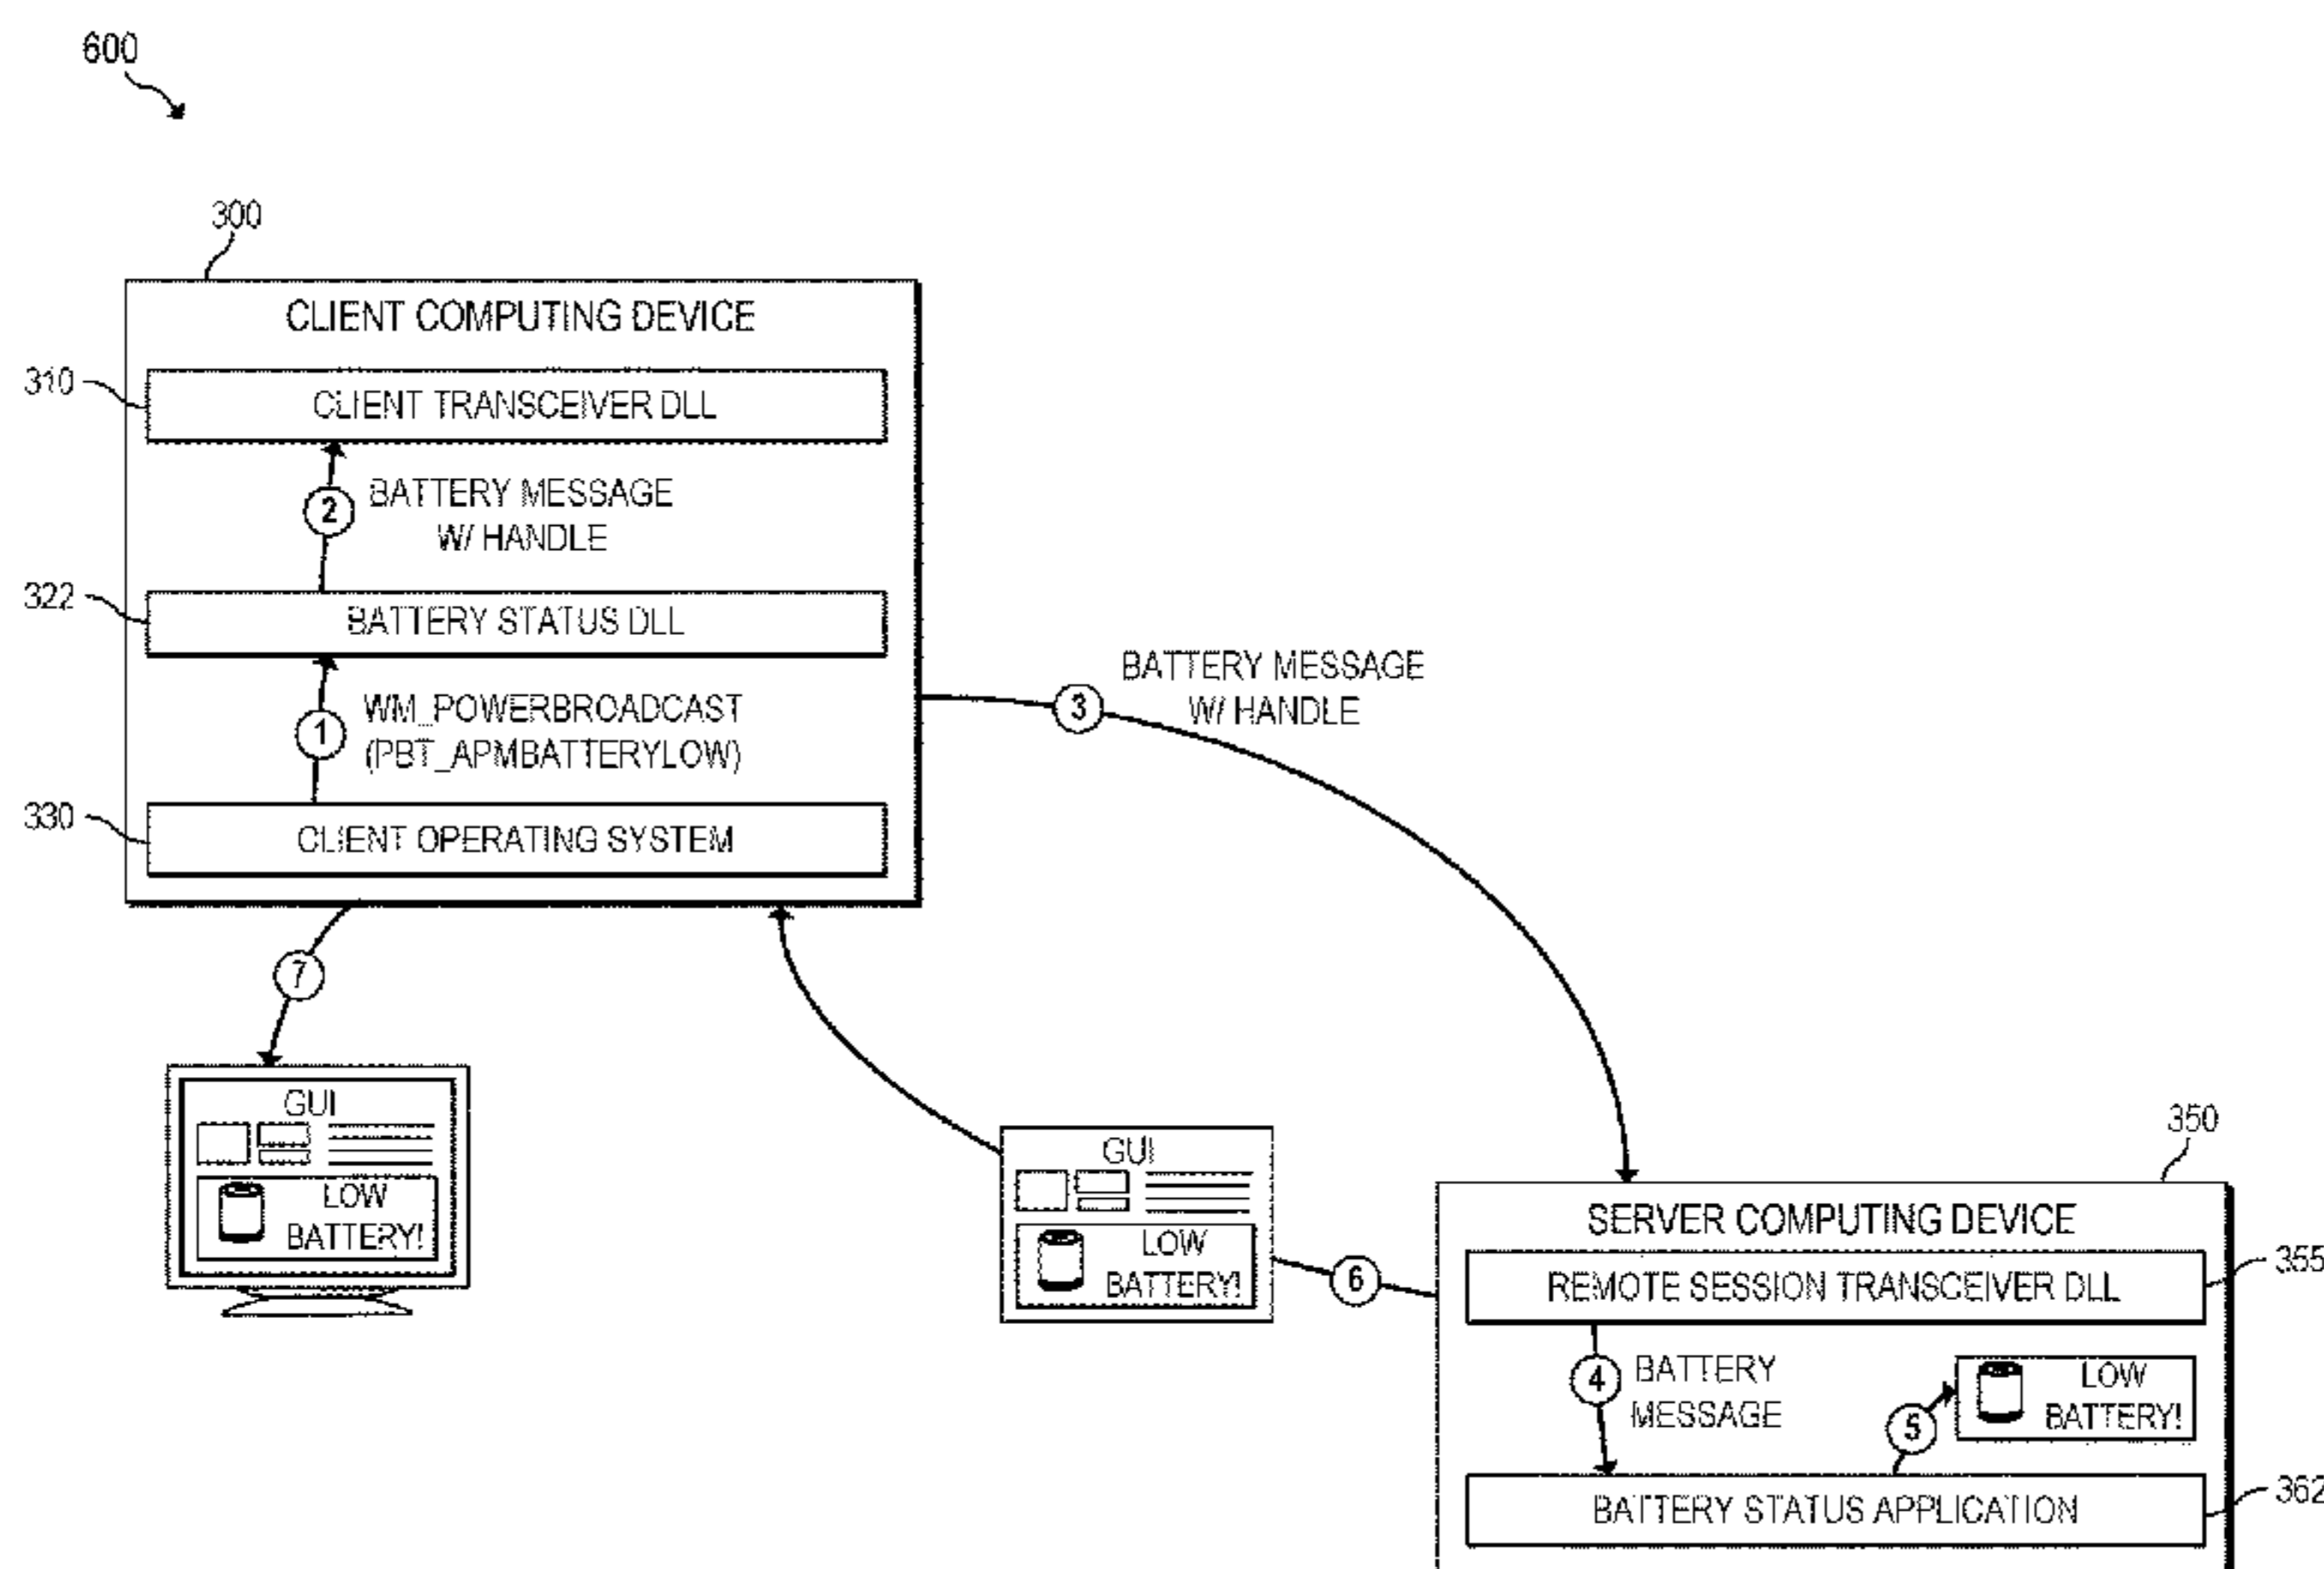 600
300
CLIENT COMPUTING DEVICE
310
CLIENT TRANSCEIVER DLL
2
BATTERY MESSAGE
W/ HANDLE
322
BATTERY STATUS DLL
1
WM_POWERBROADCAST
(PBT_APMBATTERYLOW)
330
CLIENT OPERATING SYSTEM
3
BATTERY MESSAGE
W/ HANDLE
7
GUI
LOW
BATTERY!
GUI
LOW
BATTERY!
6
350
SERVER COMPUTING DEVICE
355
REMOTE SESSION TRANSCEIVER DLL
4
BATTERY
MESSAGE
5
LOW
BATTERY!
362
BATTERY STATUS APPLICATION